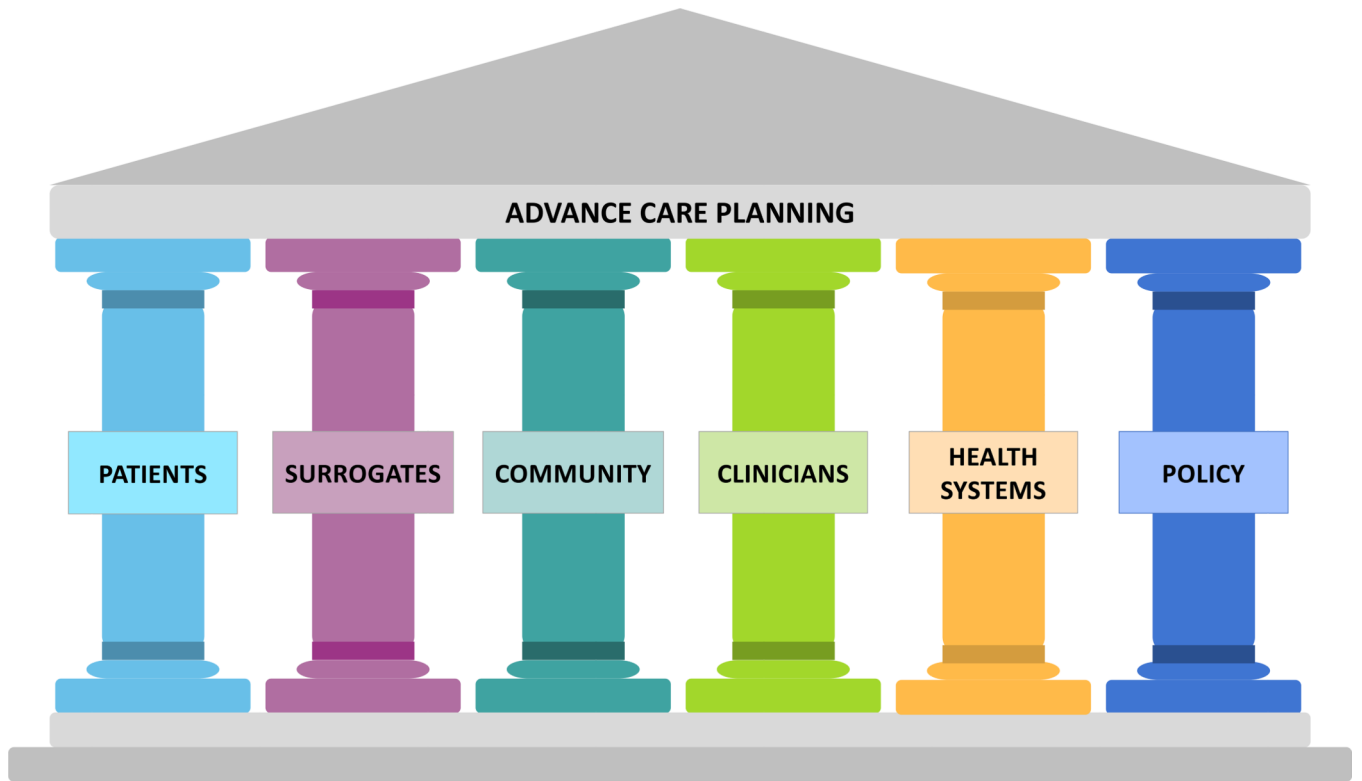 ADVANCE CARE PLANNING
PATIENTS
SURROGATES
COMMUNITY
CLINICIANS
HEALTH
SYSTEMS
POLICY